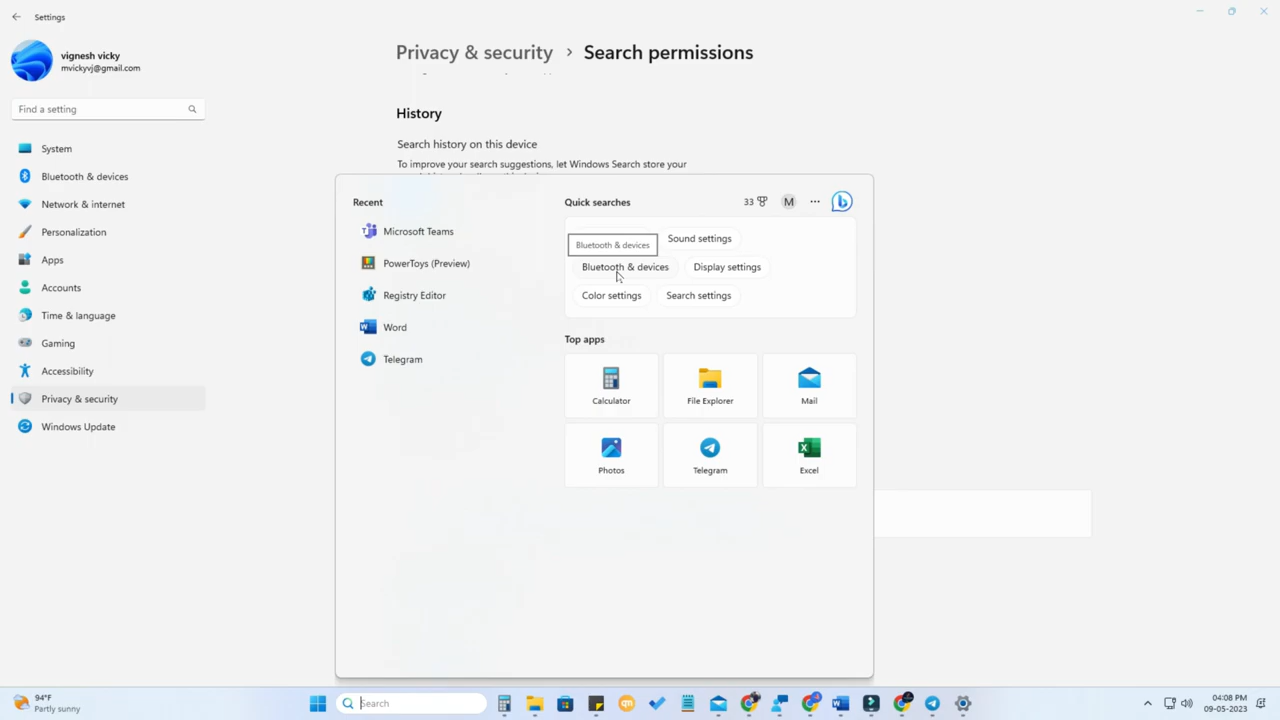 Settings
vignesh vicky
mvickyvj@gmail.com
Find a setting
System
Bluetooth & devices
Network & internet
Personalization
Apps
Accounts
Time & language
Gaming
Accessibility
Privacy & security
Windows Update
Privacy & security > Search permissions
History
Search history on this device
To improve your search suggestions, let Windows Search store your
Recent
Microsoft Teams
PowerToys (Preview)
Registry Editor
Word
Telegram
Quick searches
33
M
Bluetooth & devices
Sound settings
Bluetooth & devices
Display settings
Color settings
Search settings
Top apps
Calculator
File Explorer
Mail
Photos
Telegram
Excel
94°F
Partly sunny
Search
04:08 PM
09-05-2023